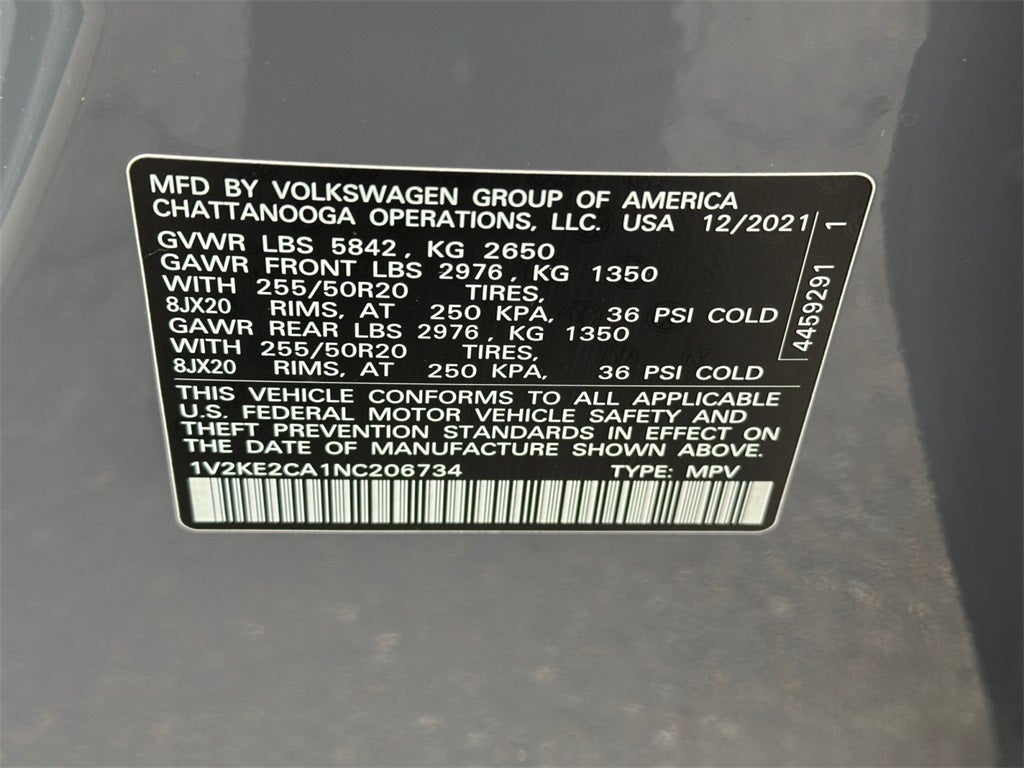 MFD BY VOLKSWAGEN GROUP OF AMERICA
CHATTANOOGA OPERATIONS, LLC. USA 12/2021
GVWR LBS 5842, KG 2650
GAWR FRONT LBS 2976, KG 1350
WITH 255/50R20 TIRES,
8JX20 RIMS, AT 250 KPA, 36 PSI COLD
GAWR REAR LBS 2976, KG 1350
WITH 255/50R20 TIRES,
8JX20 RIMS, AT 250 KPA, 36 PSI COLD
THIS VEHICLE CONFORMS TO ALL APPLICABLE
U.S. FEDERAL MOTOR VEHICLE SAFETY AND
THEFT PREVENTION STANDARDS IN EFFECT ON
THE DATE OF MANUFACTURE SHOWN ABOVE.
1V2KE2CA1NC206734 TYPE: MPV
4459291 1